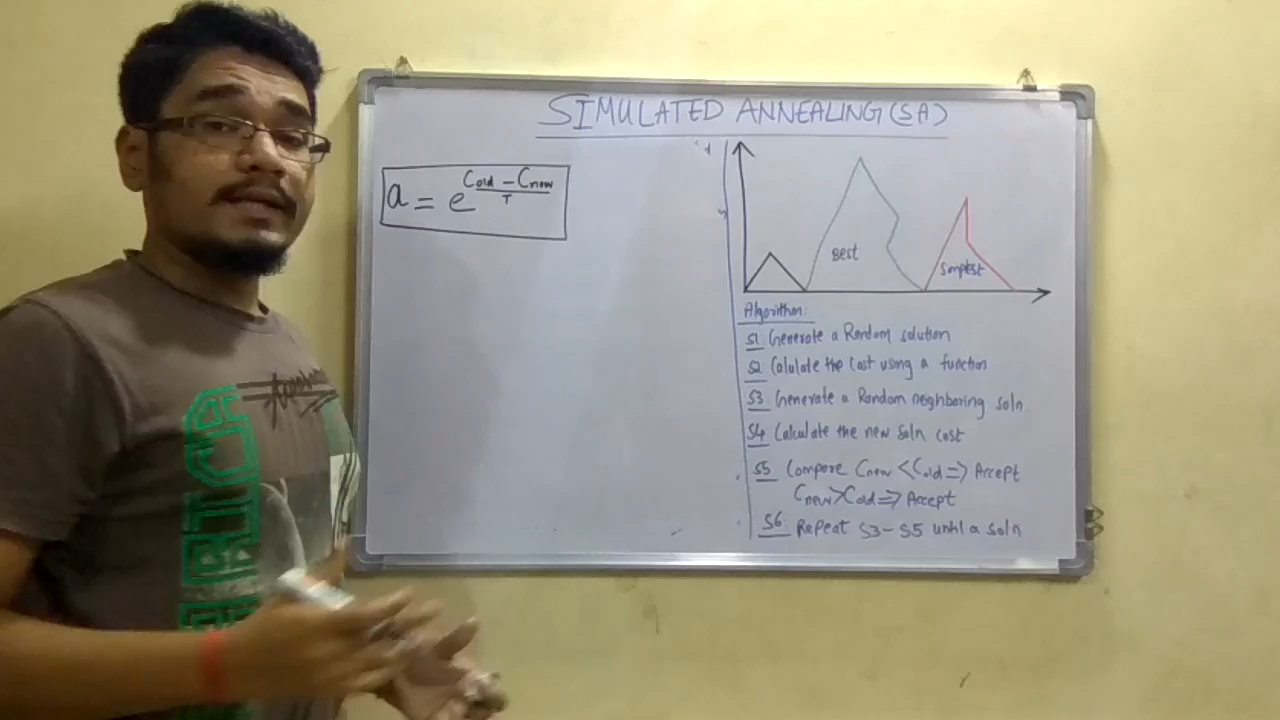 SIMULATED ANNEALING (SA)
a = e^((Cold - Cnew)/T)
Best
Simplest
Algorithm:
S1 Generate a Random solution
S2 Calulate the cost using a function
S3 Generate a Random neighboring soln
S4 Calculate the new soln cost
S5 Compare Cnew < Cold => Accept
Cnew > Cold => Accept
S6 Repeat S3 - S5 until a soln